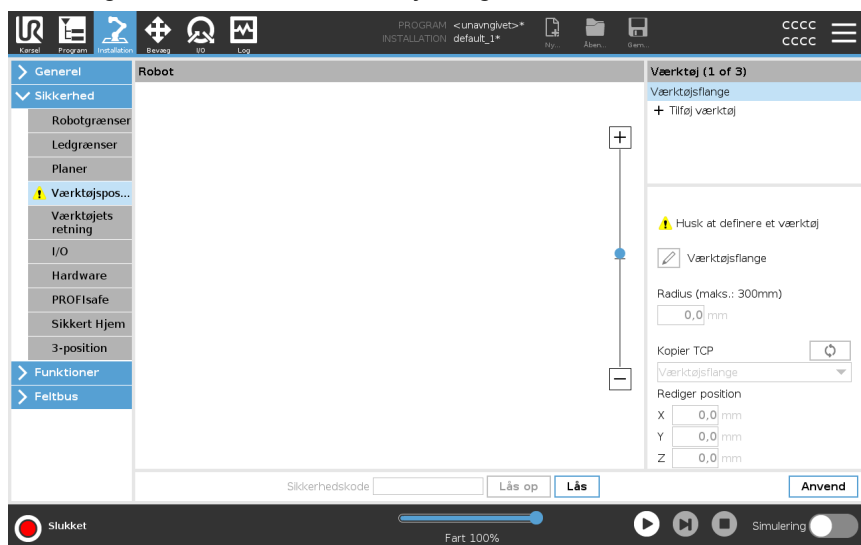 PROGRAM <unavngivet>*
INSTALLATION default_1*
Kørsel
Program
Installation
Bevæg
I/O
Log
Ny...
Åben...
Gem...
cccc
cccc
Generel
Sikkerhed
Robotgrænser
Ledgrænser
Planer
Værktøjspos...
Værktøjets
retning
I/O
Hardware
PROFIsafe
Sikkert Hjem
3-position
Funktioner
Feltbus
Robot
Værktøj (1 of 3)
Værktøjsflange
Tilføj værktøj
Husk at definere et værktøj
Værktøjsflange
Radius (maks.: 300mm)
0,0 mm
Kopier TCP
Værktøjsflange
Rediger position
X 0,0 mm
Y 0,0 mm
Z 0,0 mm
Sikkerhedskode
Lås op
Lås
Anvend
Slukket
Fart 100%
Simulering